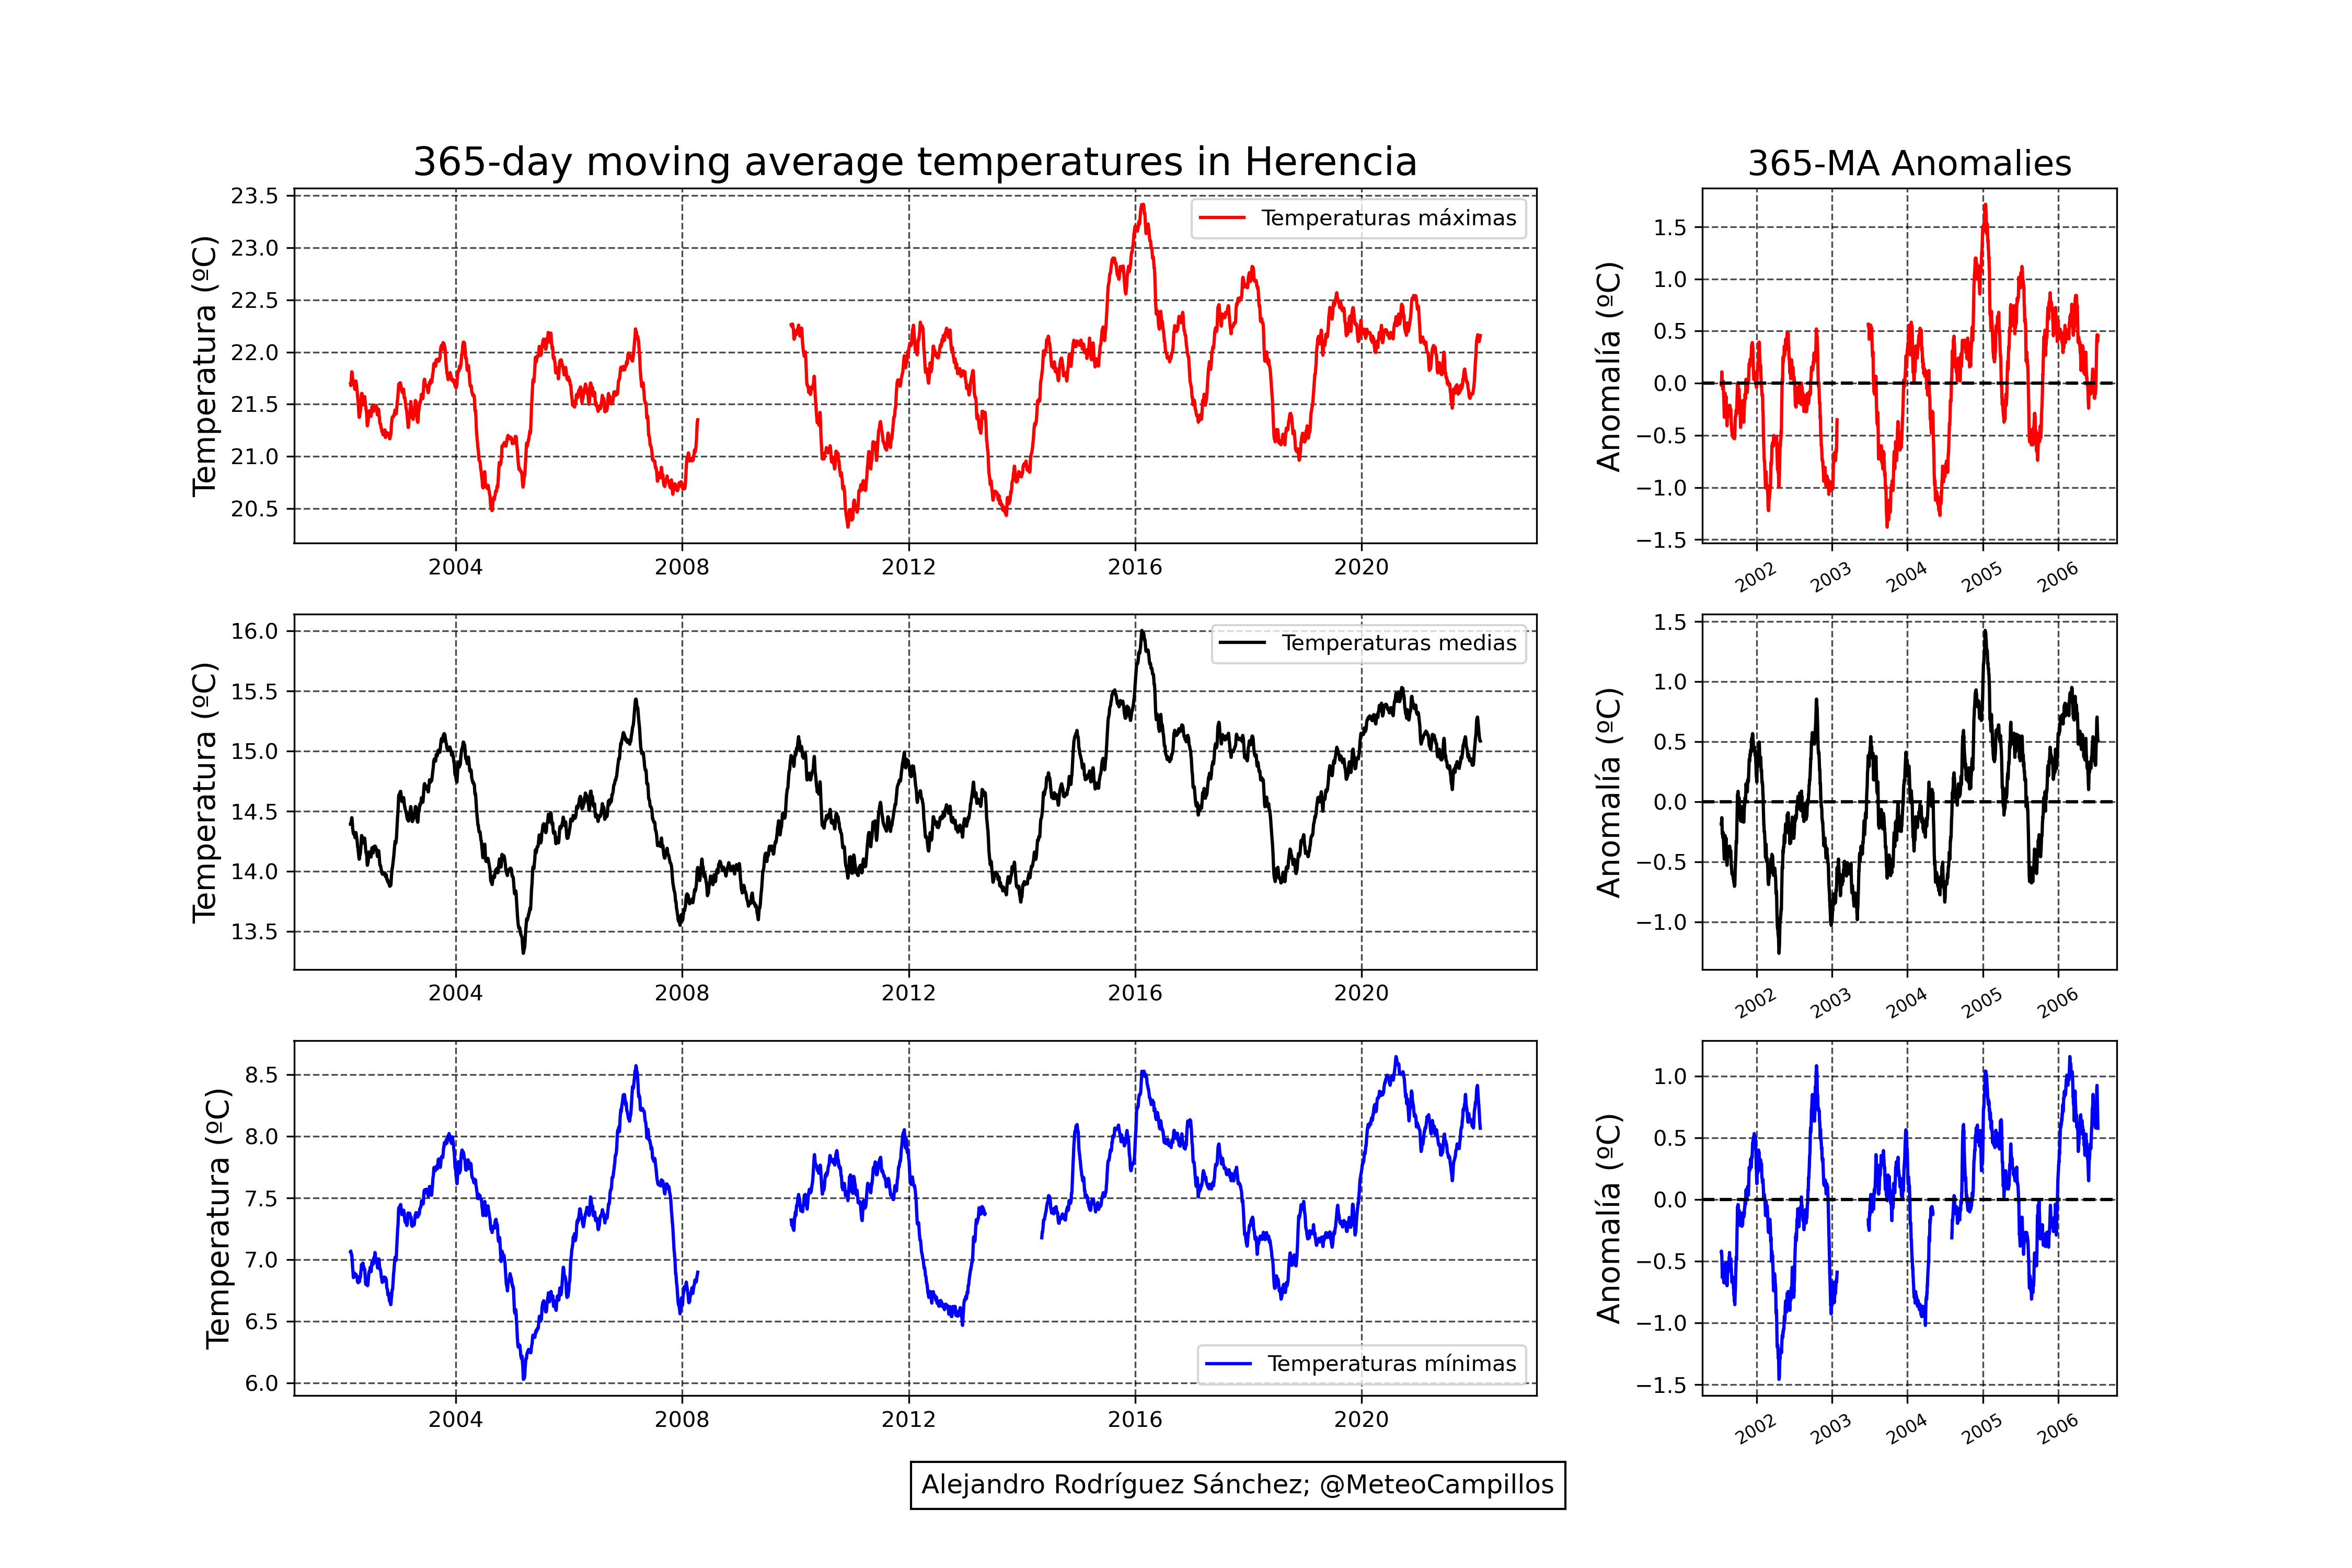 365-day moving average temperatures in Herencia
365-MA Anomalies
Temperatura (ºC)
23.5
23.0
22.5
22.0
21.5
21.0
20.5
Temperaturas máximas
2004 2008 2012 2016 2020
Anomalía (ºC)
1.5
1.0
0.5
0.0
−0.5
−1.0
−1.5
2002 2003 2004 2005 2006
Temperatura (ºC)
16.0
15.5
15.0
14.5
14.0
13.5
Temperaturas medias
2004 2008 2012 2016 2020
Anomalía (ºC)
1.5
1.0
0.5
0.0
−0.5
−1.0
2002 2003 2004 2005 2006
Temperatura (ºC)
8.5
8.0
7.5
7.0
6.5
6.0
Temperaturas mínimas
2004 2008 2012 2016 2020
Anomalía (ºC)
1.0
0.5
0.0
−0.5
−1.0
−1.5
2002 2003 2004 2005 2006
Alejandro Rodríguez Sánchez; @MeteoCampillos